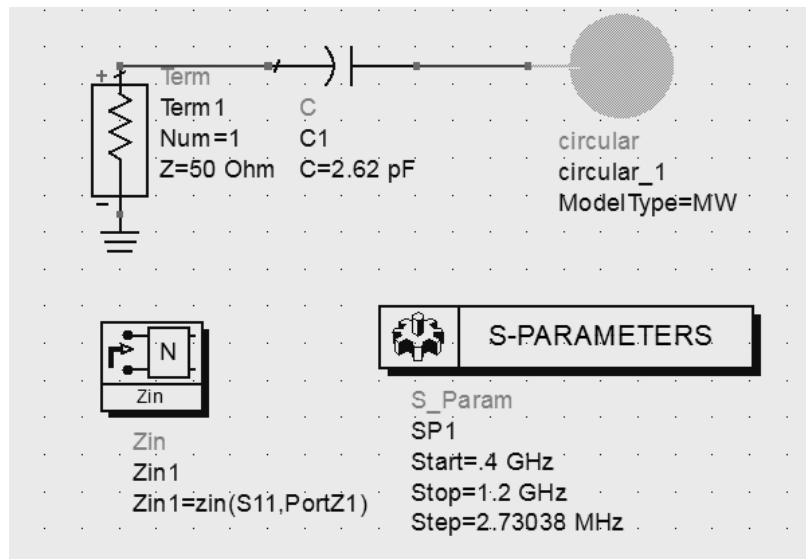 +
Term
Term1
Num=1
Z=50 Ohm
-
C
C1
C=2.62 pF
circular
circular_1
ModelType=MW
N
Zin
Zin
Zin1
Zin1=zin(S11,PortZ1)
S-PARAMETERS
S_Param
SP1
Start=.4 GHz
Stop=1.2 GHz
Step=2.73038 MHz